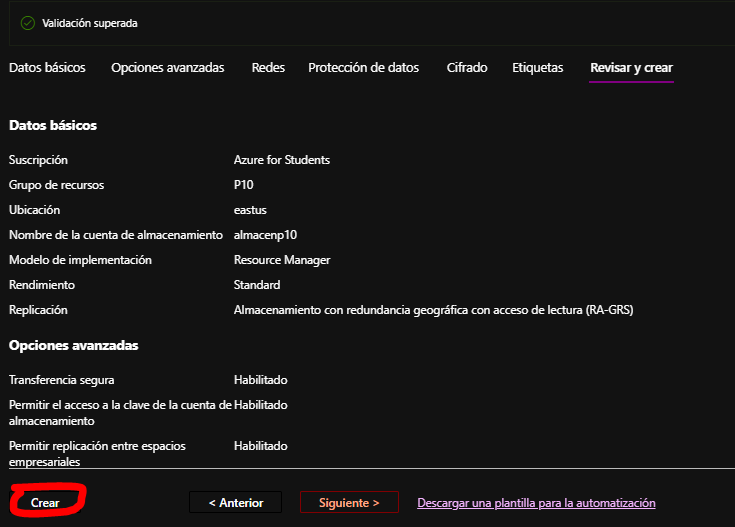 Validación superada
Datos básicos Opciones avanzadas Redes Protección de datos Cifrado Etiquetas Revisar y crear
Datos básicos
Suscripción Azure for Students
Grupo de recursos P10
Ubicación eastus
Nombre de la cuenta de almacenamiento almacenp10
Modelo de implementación Resource Manager
Rendimiento Standard
Replicación Almacenamiento con redundancia geográfica con acceso de lectura (RA-GRS)
Opciones avanzadas
Transferencia segura Habilitado
Permitir el acceso a la clave de la cuenta de Habilitado
almacenamiento
Permitir replicación entre espacios Habilitado
empresariales
Crear < Anterior Siguiente > Descargar una plantilla para la automatización